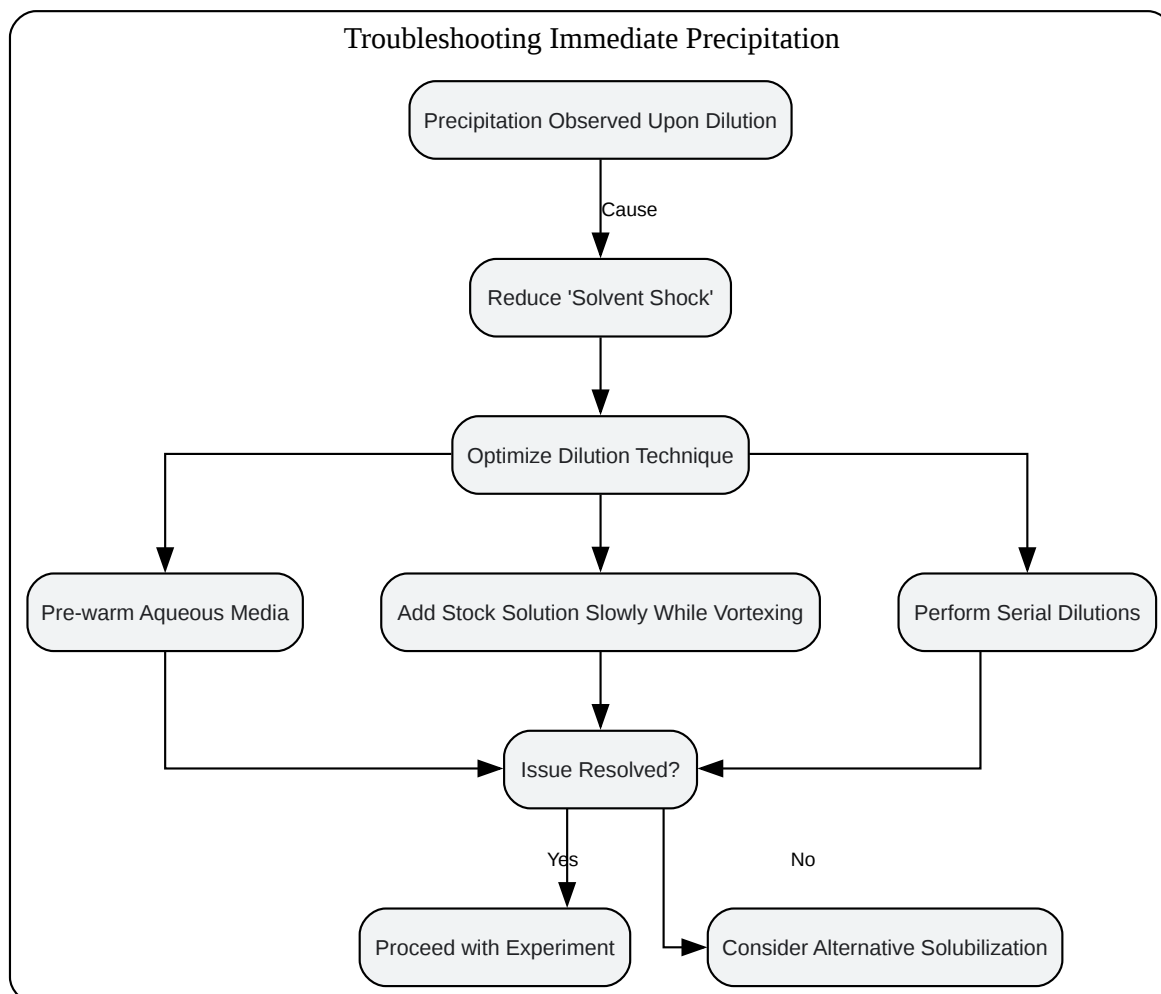 Troubleshooting Immediate Precipitation
Precipitation Observed Upon Dilution
Cause
Reduce 'Solvent Shock'
Optimize Dilution Technique
Pre-warm Aqueous Media
Add Stock Solution Slowly While Vortexing
Perform Serial Dilutions
Issue Resolved?
Yes
No
Proceed with Experiment
Consider Alternative Solubilization